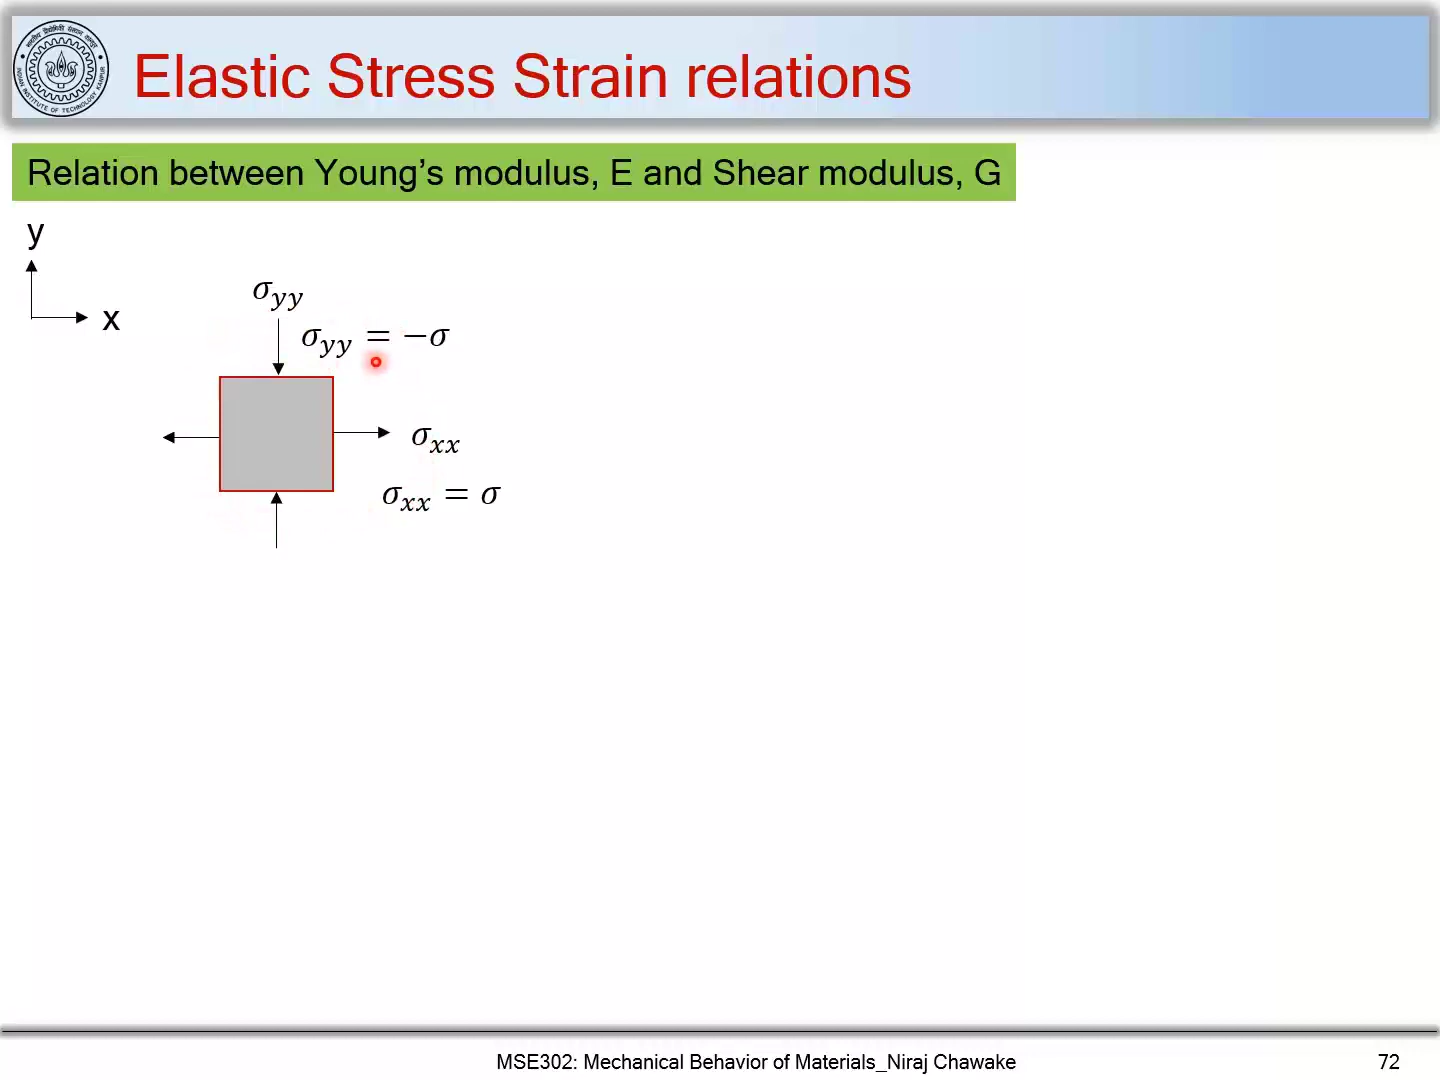 Elastic Stress Strain relations
Relation between Young’s modulus, E and Shear modulus, G
y
x
σ_yy
σ_yy = −σ
σ_xx
σ_xx = σ
MSE302: Mechanical Behavior of Materials_Niraj Chawake
72